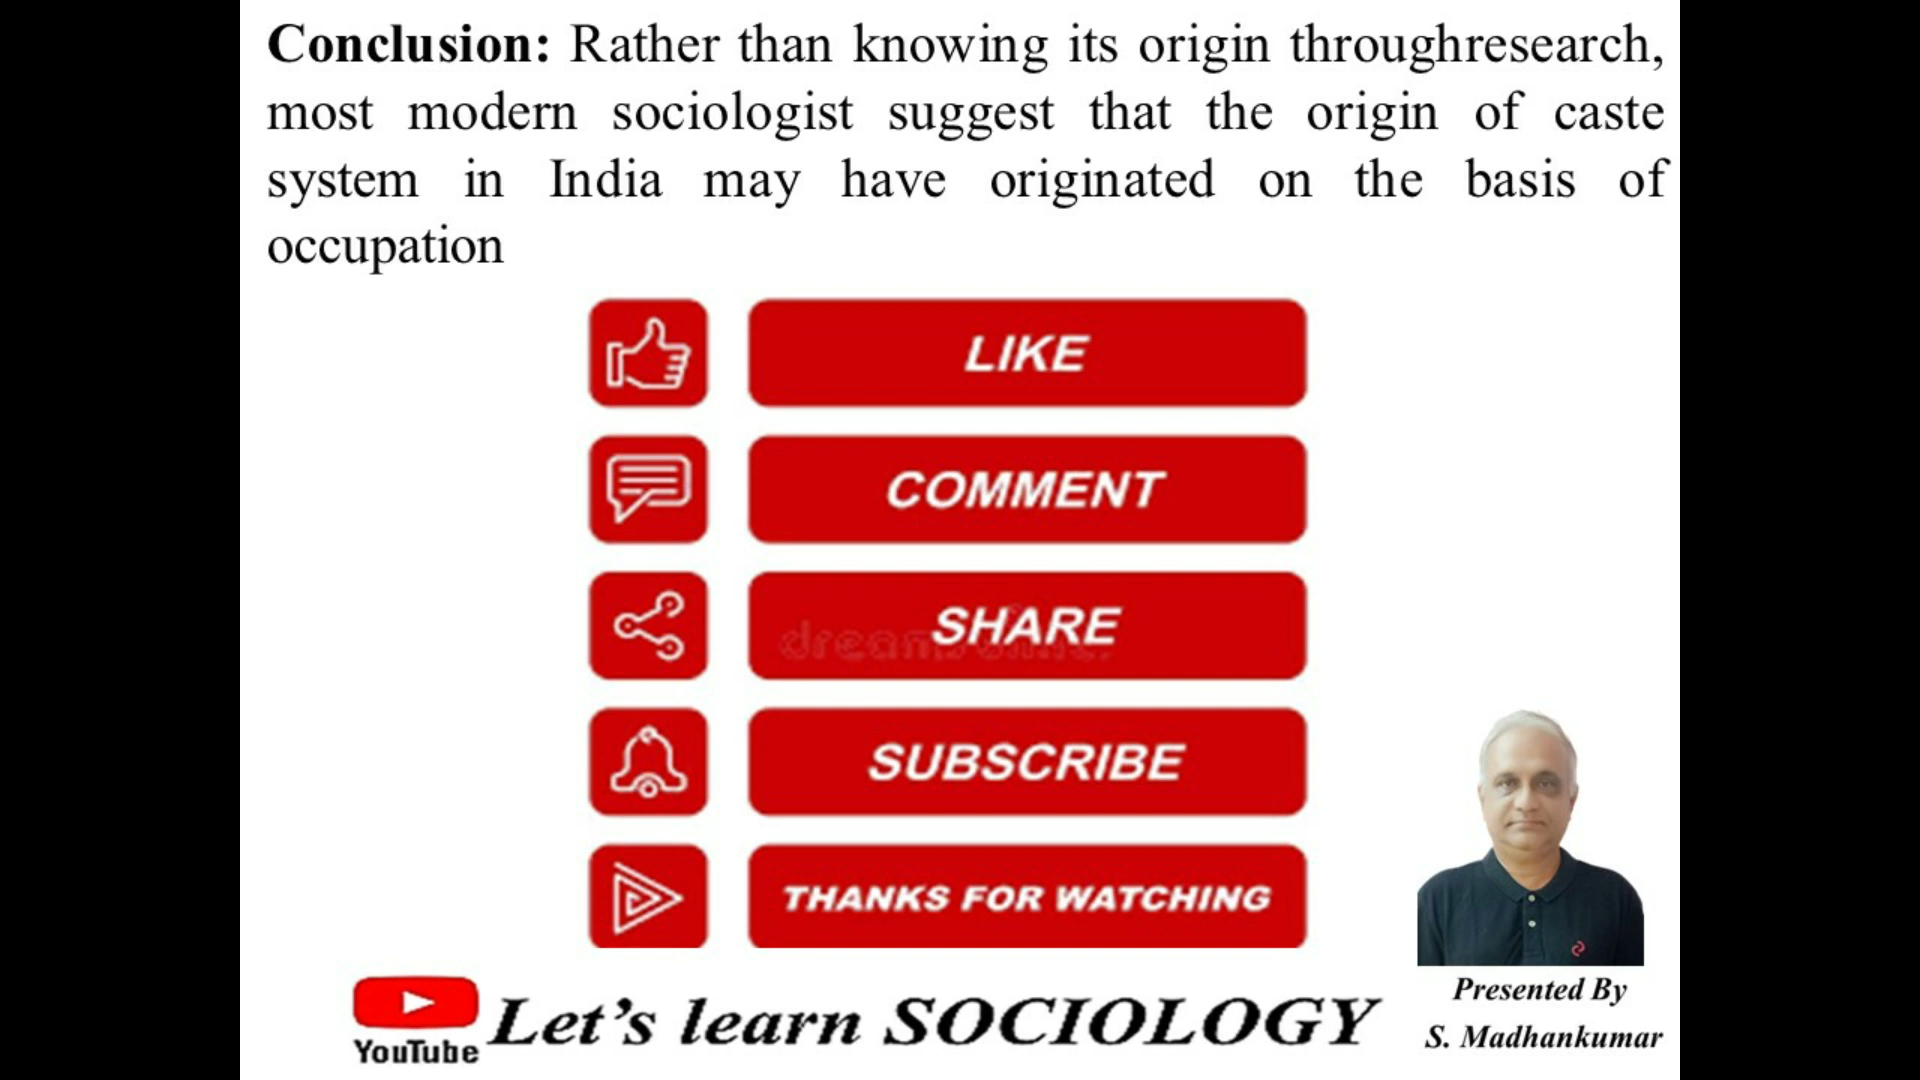 Conclusion: Rather than knowing its origin throughresearch,
most modern sociologist suggest that the origin of caste
system in India may have originated on the basis of
occupation
LIKE
COMMENT
SHARE
SUBSCRIBE
THANKS FOR WATCHING
YouTube
Let's learn SOCIOLOGY
Presented By
S. Madhankumar